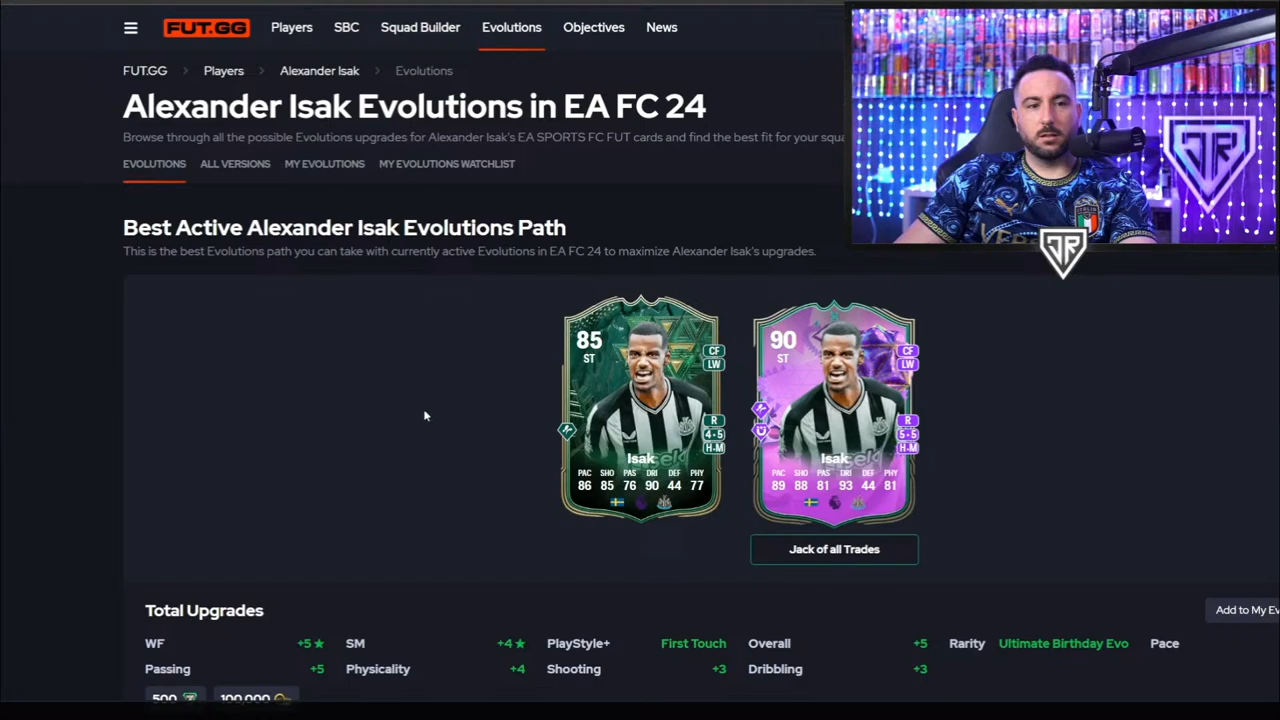 FUT.GG Players SBC Squad Builder Evolutions Objectives News
FUT.GG > Players > Alexander Isak > Evolutions
Alexander Isak Evolutions in EA FC 24
Browse through all the possible Evolutions upgrades for Alexander Isak's EA SPORTS FC FUT cards and find the best fit for your squa
EVOLUTIONS ALL VERSIONS MY EVOLUTIONS MY EVOLUTIONS WATCHLIST
JR
JR
Best Active Alexander Isak Evolutions Path
This is the best Evolutions path you can take with currently active Evolutions in EA FC 24 to maximize Alexander Isak's upgrades.
85
ST
CF
LW
R
4-5
H-M
Isak
PAC SHO PAS DRI DEF PHY
86 85 76 90 44 77
90
ST
CF
LW
R
5-5
H-M
Isak
PAC SHO PAS DRI DEF PHY
89 88 81 93 44 81
Jack of all Trades
Total Upgrades
Add to My Ev
WF +5★ SM +4★ PlayStyle+ First Touch Overall +5 Rarity Ultimate Birthday Evo Pace
Passing +5 Physicality +4 Shooting +3 Dribbling +3
500 100,000